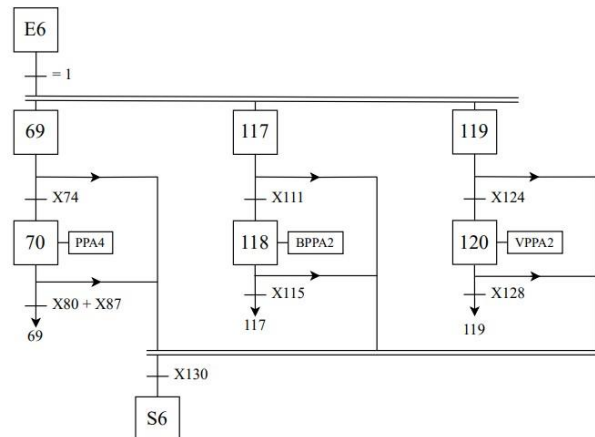 E6
= 1
69
117
119
X74
X111
X124
70
PPA4
118
BPPA2
120
VPPA2
X80 + X87
X115
X128
69
117
119
X130
S6